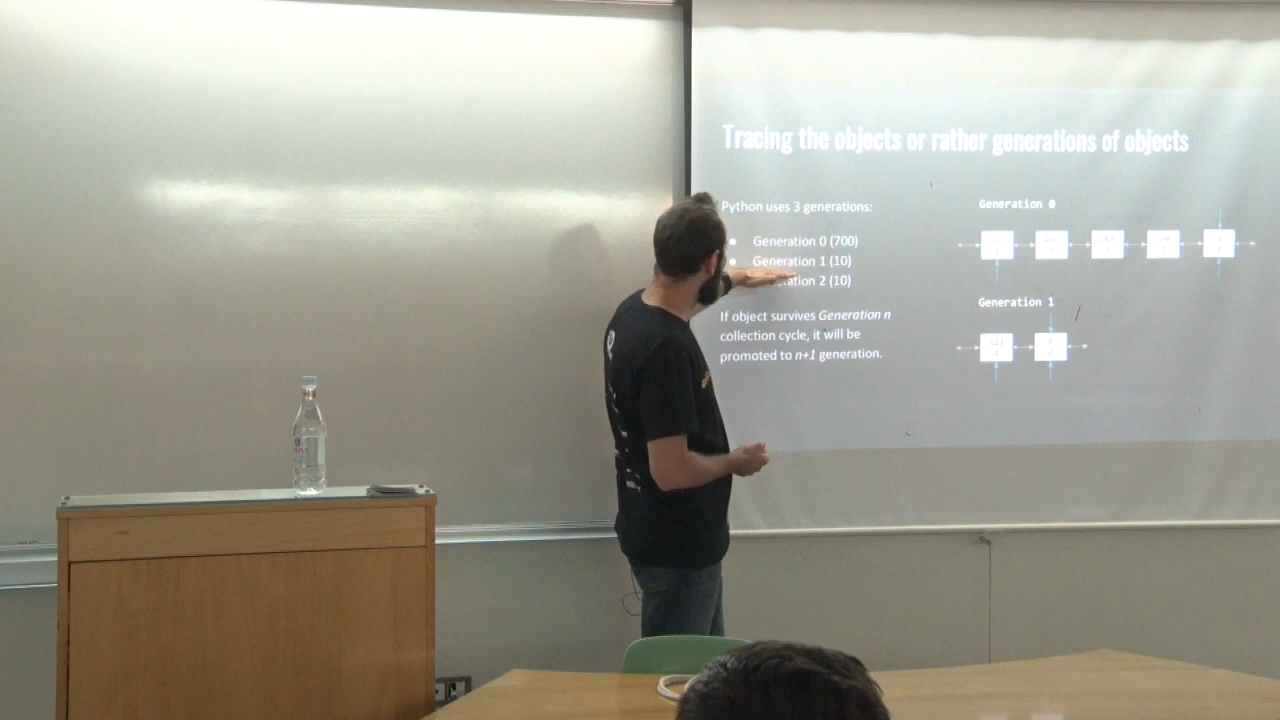 Tracing the objects or rather generations of objects
Python uses 3 generations:
Generation 0 (700)
Generation 1 (10)
2 (10)
If object survives Generation n
collection cycle, it will be
promoted to n+1 generation.
Generation 0
Generation 1